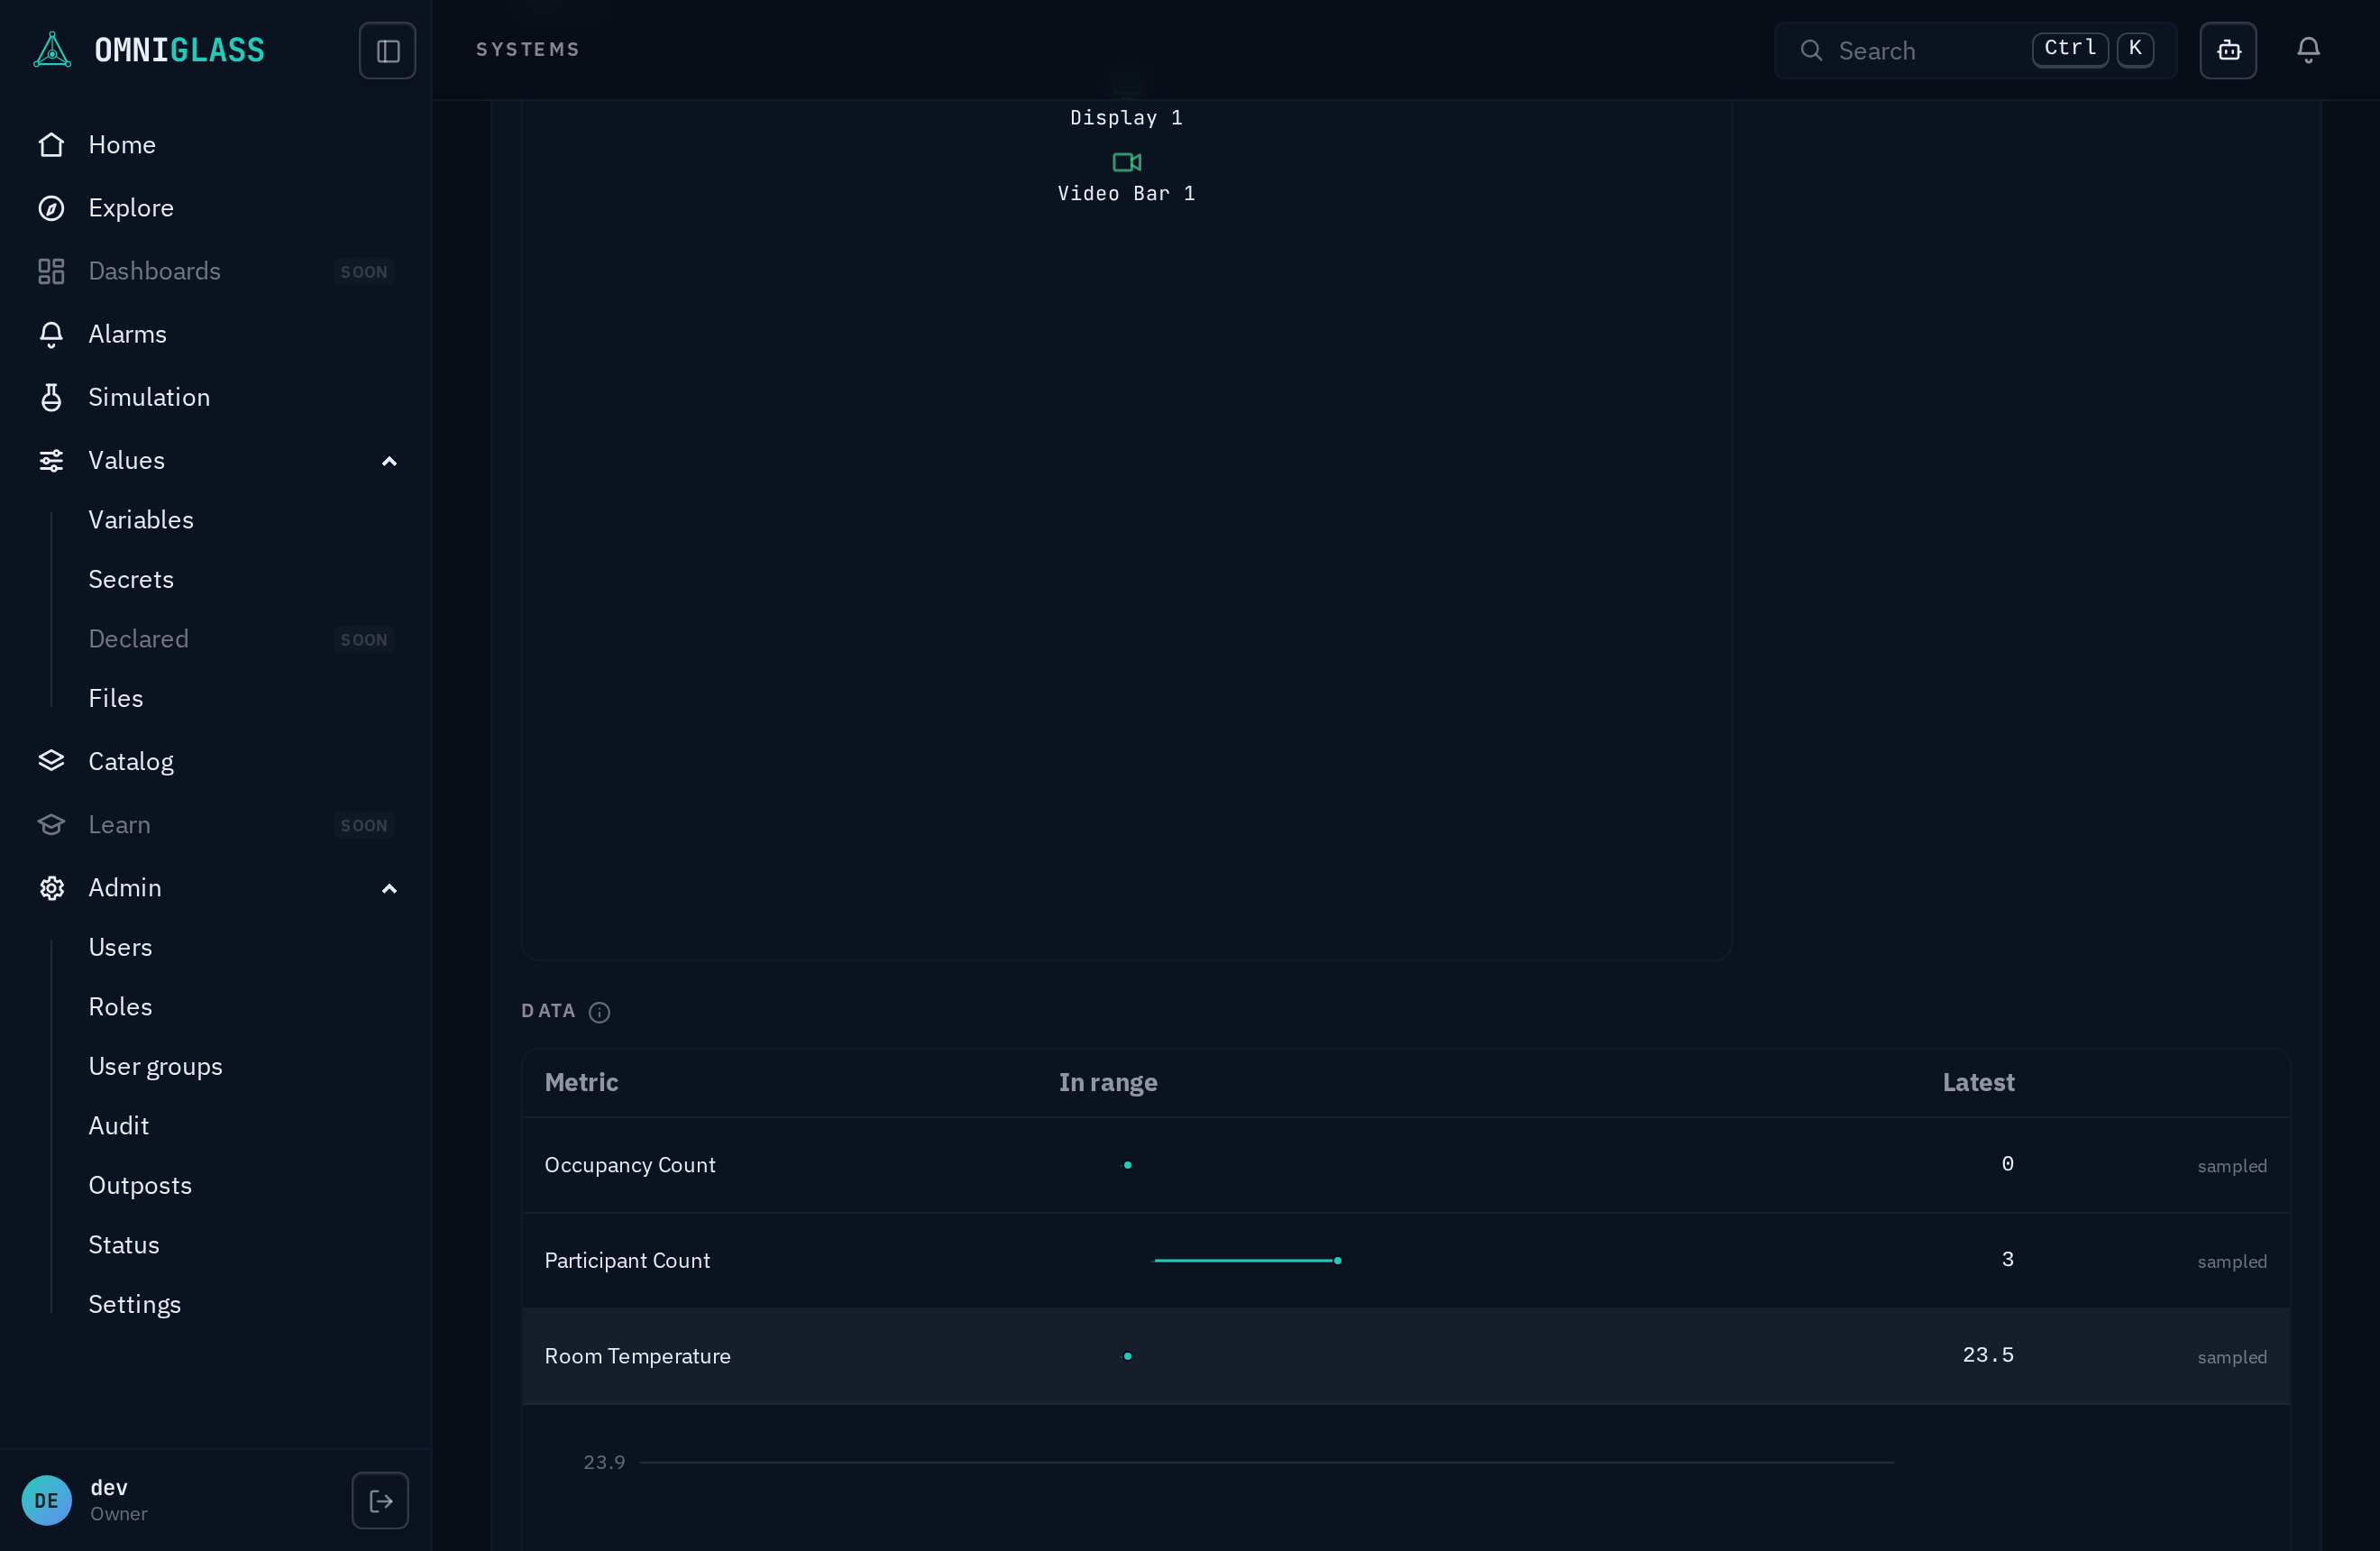 OMNIGLASS
SYSTEMS
Search
Ctrl K
Home
Explore
Dashboards SOON
Alarms
Simulation
Values
Variables
Secrets
Declared SOON
Files
Catalog
Learn SOON
Admin
Users
Roles
User groups
Audit
Outposts
Status
Settings
DE
dev
Owner
Display 1
Video Bar 1
DATA
Metric In range Latest
Occupancy Count 0 sampled
Participant Count 3 sampled
Room Temperature 23.5 sampled
23.9